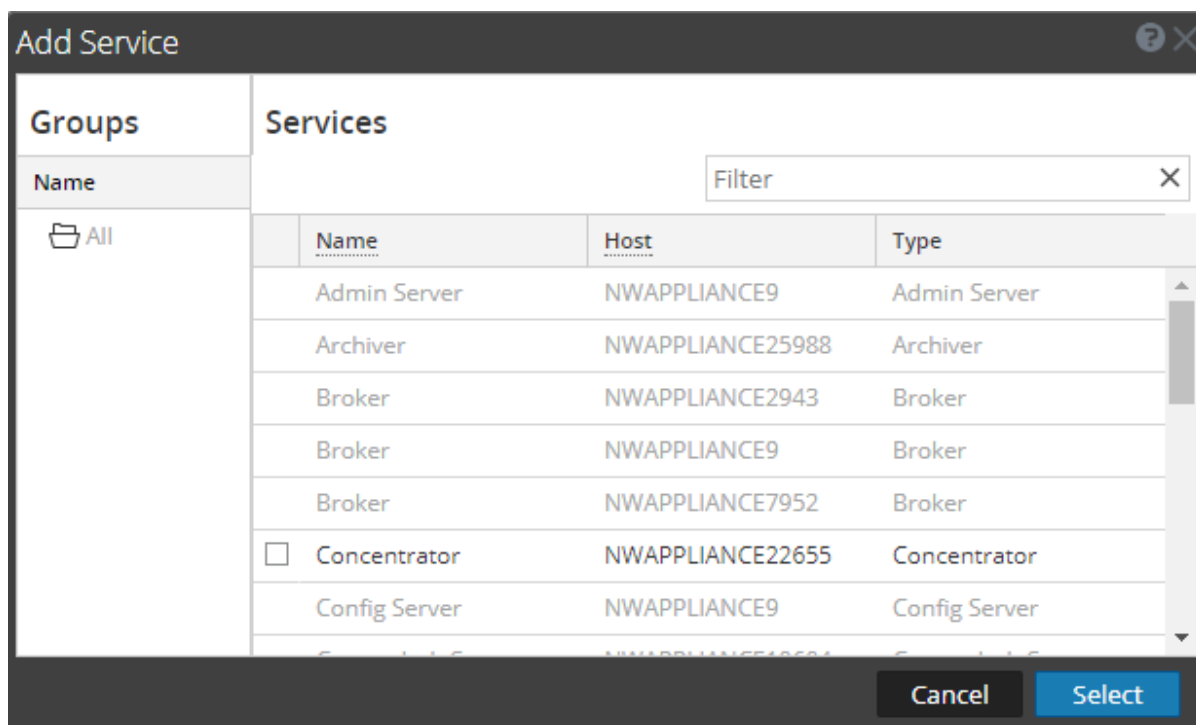 Add Service
Groups
Services
Name
Filter
All
Name Host Type
Admin Server NWAPPLIANCE9 Admin Server
Archiver NWAPPLIANCE25988 Archiver
Broker NWAPPLIANCE2943 Broker
Broker NWAPPLIANCE9 Broker
Broker NWAPPLIANCE7952 Broker
Concentrator NWAPPLIANCE22655 Concentrator
Config Server NWAPPLIANCE9 Config Server
Cancel Select